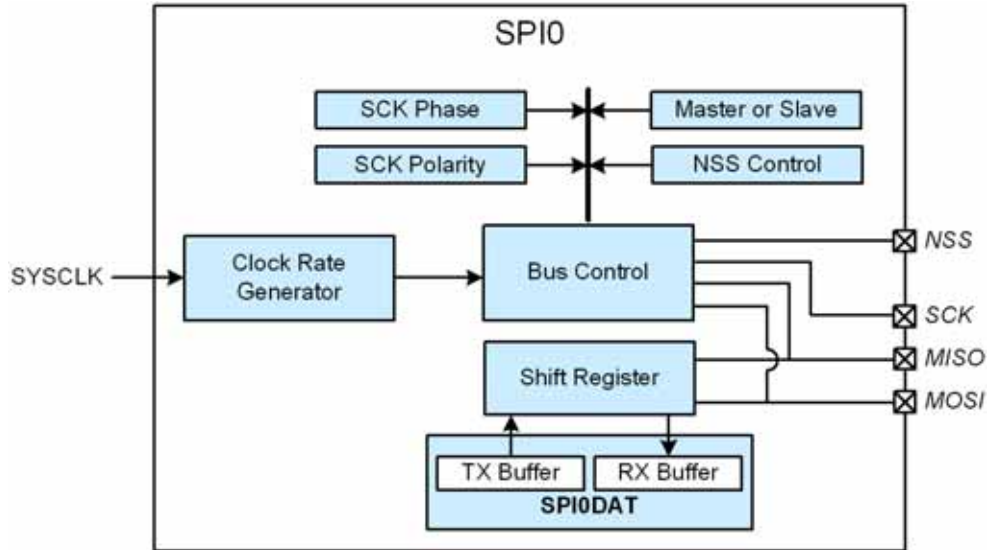 SPI0
SCK Phase
Master or Slave
SCK Polarity
NSS Control
SYSCLK
Clock Rate
Generator
Bus Control
NSS
SCK
Shift Register
MISO
MOSI
TX Buffer
RX Buffer
SPI0DAT